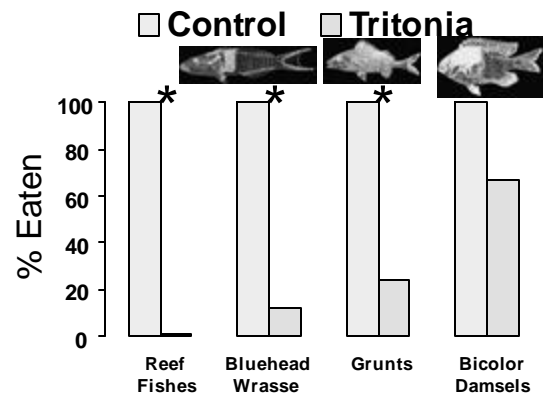 Control Tritonia
* * *
100
80
60
40
20
0
% Eaten
Reef
Fishes
Bluehead
Wrasse
Grunts
Bicolor
Damsels